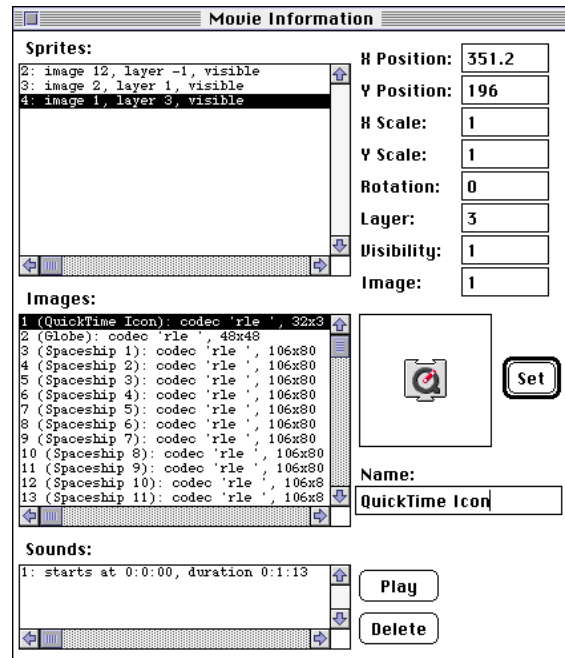 Movie Information
Sprites:
2: image 12, layer -1, visible
3: image 2, layer 1, visible
4: image 1, layer 3, visible
X Position: 351.2
Y Position: 196
X Scale: 1
Y Scale: 1
Rotation: 0
Layer: 3
Visibility: 1
Image: 1
Images:
1 (QuickTime Icon): codec 'rle ', 32x3
2 (Globe): codec 'rle ', 48x48
3 (Spaceship 1): codec 'rle ', 106x80
4 (Spaceship 2): codec 'rle ', 106x80
5 (Spaceship 3): codec 'rle ', 106x80
6 (Spaceship 4): codec 'rle ', 106x80
7 (Spaceship 5): codec 'rle ', 106x80
8 (Spaceship 6): codec 'rle ', 106x80
9 (Spaceship 7): codec 'rle ', 106x80
10 (Spaceship 8): codec 'rle ', 106x80
11 (Spaceship 9): codec 'rle ', 106x80
12 (Spaceship 10): codec 'rle ', 106x8
13 (Spaceship 11): codec 'rle ', 106x8
Set
Name:
QuickTime Icon
Sounds:
1: starts at 0:0:00, duration 0:1:13
Play
Delete